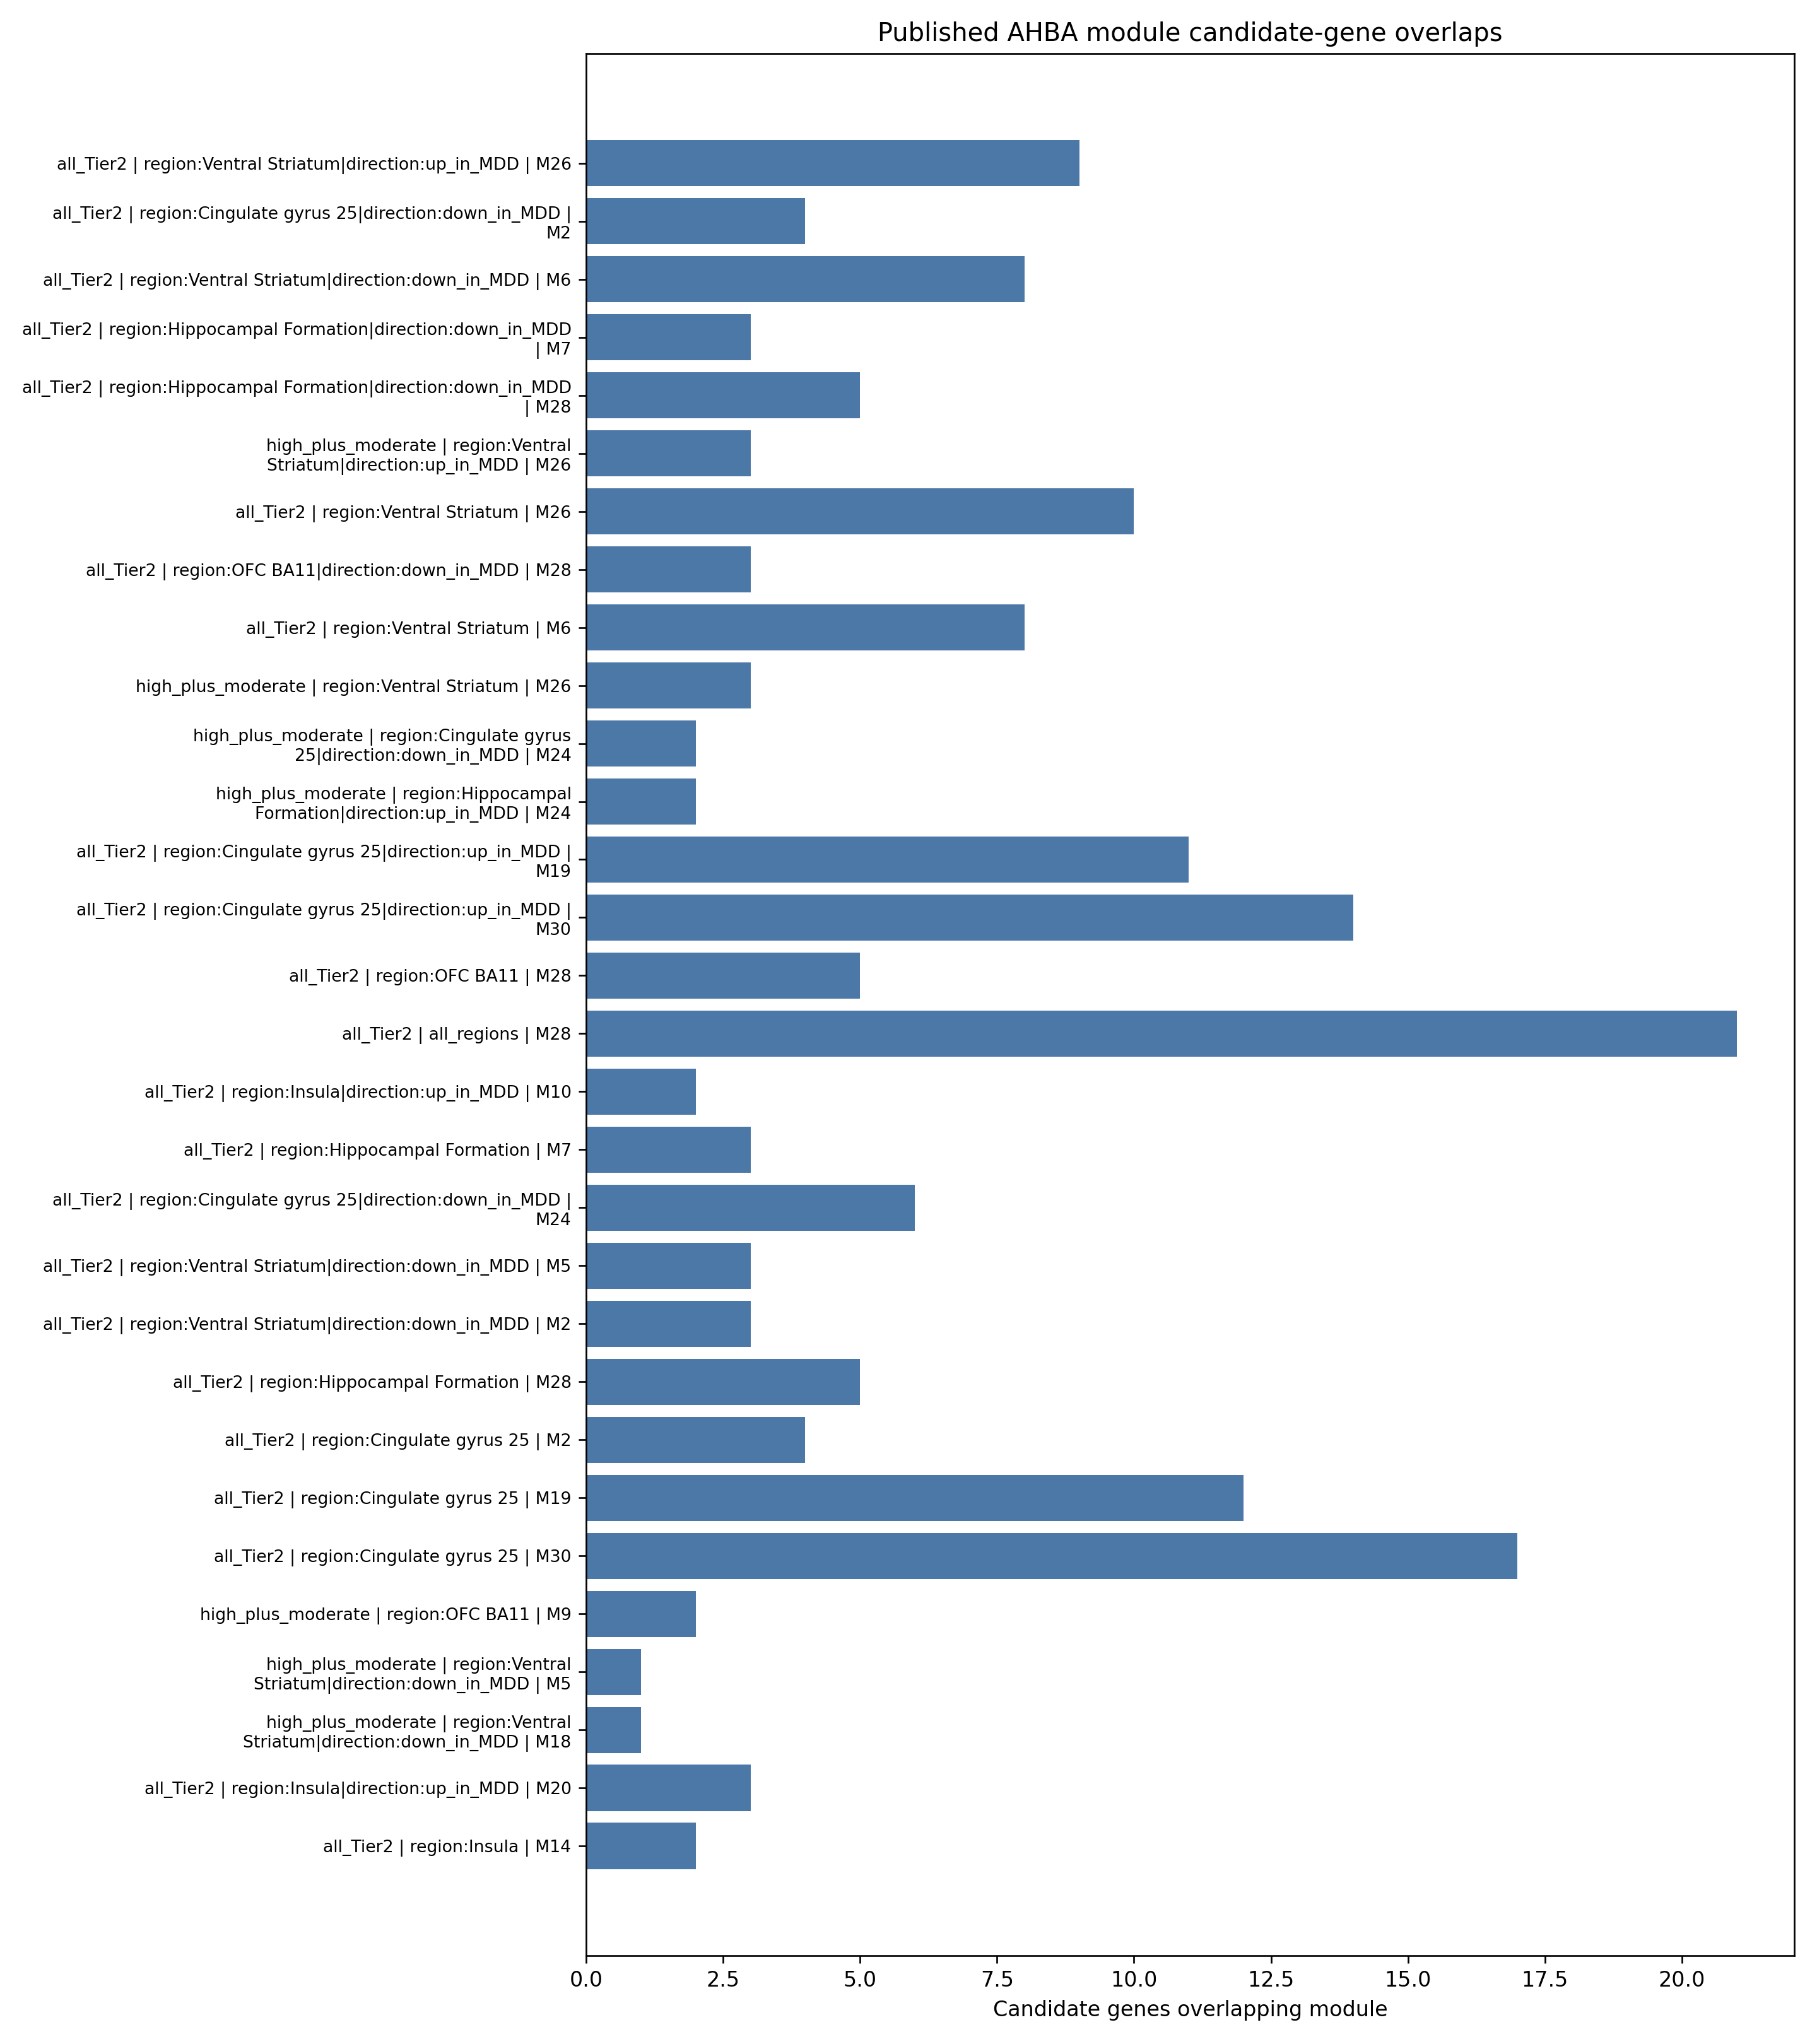 Published AHBA module candidate-gene overlaps
all_Tier2 | region:Ventral Striatum|direction:up_in_MDD | M26
all_Tier2 | region:Cingulate gyrus 25|direction:down_in_MDD |
M2
all_Tier2 | region:Ventral Striatum|direction:down_in_MDD | M6
all_Tier2 | region:Hippocampal Formation|direction:down_in_MDD
| M7
all_Tier2 | region:Hippocampal Formation|direction:down_in_MDD
| M28
high_plus_moderate | region:Ventral
Striatum|direction:up_in_MDD | M26
all_Tier2 | region:Ventral Striatum | M26
all_Tier2 | region:OFC BA11|direction:down_in_MDD | M28
all_Tier2 | region:Ventral Striatum | M6
high_plus_moderate | region:Ventral Striatum | M26
high_plus_moderate | region:Cingulate gyrus
25|direction:down_in_MDD | M24
high_plus_moderate | region:Hippocampal
Formation|direction:up_in_MDD | M24
all_Tier2 | region:Cingulate gyrus 25|direction:up_in_MDD |
M19
all_Tier2 | region:Cingulate gyrus 25|direction:up_in_MDD |
M30
all_Tier2 | region:OFC BA11 | M28
all_Tier2 | all_regions | M28
all_Tier2 | region:Insula|direction:up_in_MDD | M10
all_Tier2 | region:Hippocampal Formation | M7
all_Tier2 | region:Cingulate gyrus 25|direction:down_in_MDD |
M24
all_Tier2 | region:Ventral Striatum|direction:down_in_MDD | M5
all_Tier2 | region:Ventral Striatum|direction:down_in_MDD | M2
all_Tier2 | region:Hippocampal Formation | M28
all_Tier2 | region:Cingulate gyrus 25 | M2
all_Tier2 | region:Cingulate gyrus 25 | M19
all_Tier2 | region:Cingulate gyrus 25 | M30
high_plus_moderate | region:OFC BA11 | M9
high_plus_moderate | region:Ventral
Striatum|direction:down_in_MDD | M5
high_plus_moderate | region:Ventral
Striatum|direction:down_in_MDD | M18
all_Tier2 | region:Insula|direction:up_in_MDD | M20
all_Tier2 | region:Insula | M14
0.0 2.5 5.0 7.5 10.0 12.5 15.0 17.5 20.0
Candidate genes overlapping module